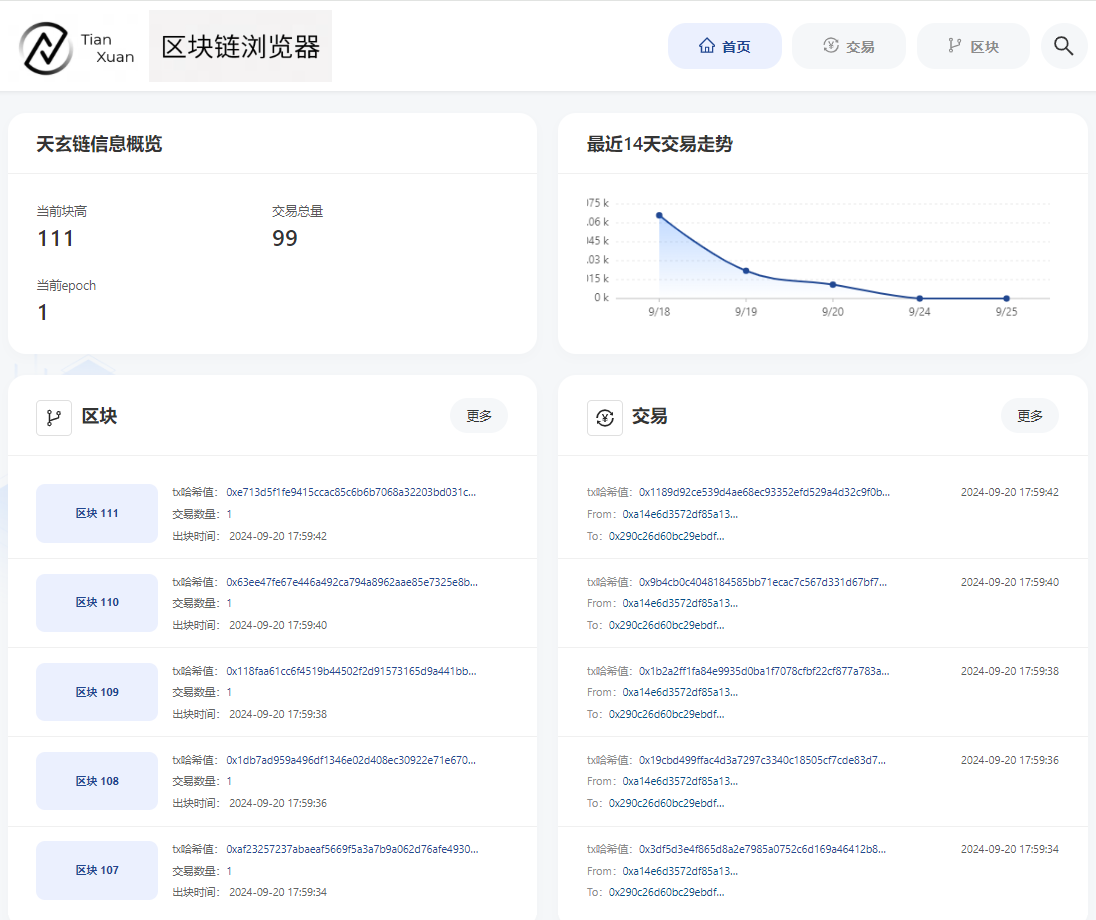 Tian
Xuan
区块链浏览器
首页
交易
区块
天玄链信息概览
当前块高
111
交易总量
99
当前epoch
1
最近14天交易走势
0 k
9/18
9/19
9/20
9/24
9/25
区块
更多
区块 111
tx哈希值: 0xe713d5f1fe9415ccac85c6b6b7068a32203bd031c...
交易数量: 1
出块时间: 2024-09-20 17:59:42
区块 110
tx哈希值: 0x63ee47fe67e446a492ca794a8962aae85e7325e8b...
交易数量: 1
出块时间: 2024-09-20 17:59:40
区块 109
tx哈希值: 0x118faa61cc6f4519b44502f2d91573165d9a441bb...
交易数量: 1
出块时间: 2024-09-20 17:59:38
区块 108
tx哈希值: 0x1db7ad959a496df1346e02d408ec30922e71e670...
交易数量: 1
出块时间: 2024-09-20 17:59:36
区块 107
tx哈希值: 0xaf23257237abaeaf5669f5a3a7b9a062d76afe4930...
交易数量: 1
出块时间: 2024-09-20 17:59:34
交易
更多
tx哈希值: 0x1189d92ce539d4ae68ec93352efd529a4d32c9f0b... 2024-09-20 17:59:42
From: 0xa14e6d3572df85a13...
To: 0x290c26d60bc29ebdf...
tx哈希值: 0x9b4cb0c4048184585bb71ecac7c567d331d67bf7... 2024-09-20 17:59:40
From: 0xa14e6d3572df85a13...
To: 0x290c26d60bc29ebdf...
tx哈希值: 0x1b2a2ff1fa84e9935d0ba1f7078cfbf22cf877a783a... 2024-09-20 17:59:38
From: 0xa14e6d3572df85a13...
To: 0x290c26d60bc29ebdf...
tx哈希值: 0x19cbd499ffac4d3a7297c3340c18505cf7cde83d7... 2024-09-20 17:59:36
From: 0xa14e6d3572df85a13...
To: 0x290c26d60bc29ebdf...
tx哈希值: 0x3df5d3e4f865d8a2e7985a0752c6d169a46412b8... 2024-09-20 17:59:34
From: 0xa14e6d3572df85a13...
To: 0x290c26d60bc29ebdf...